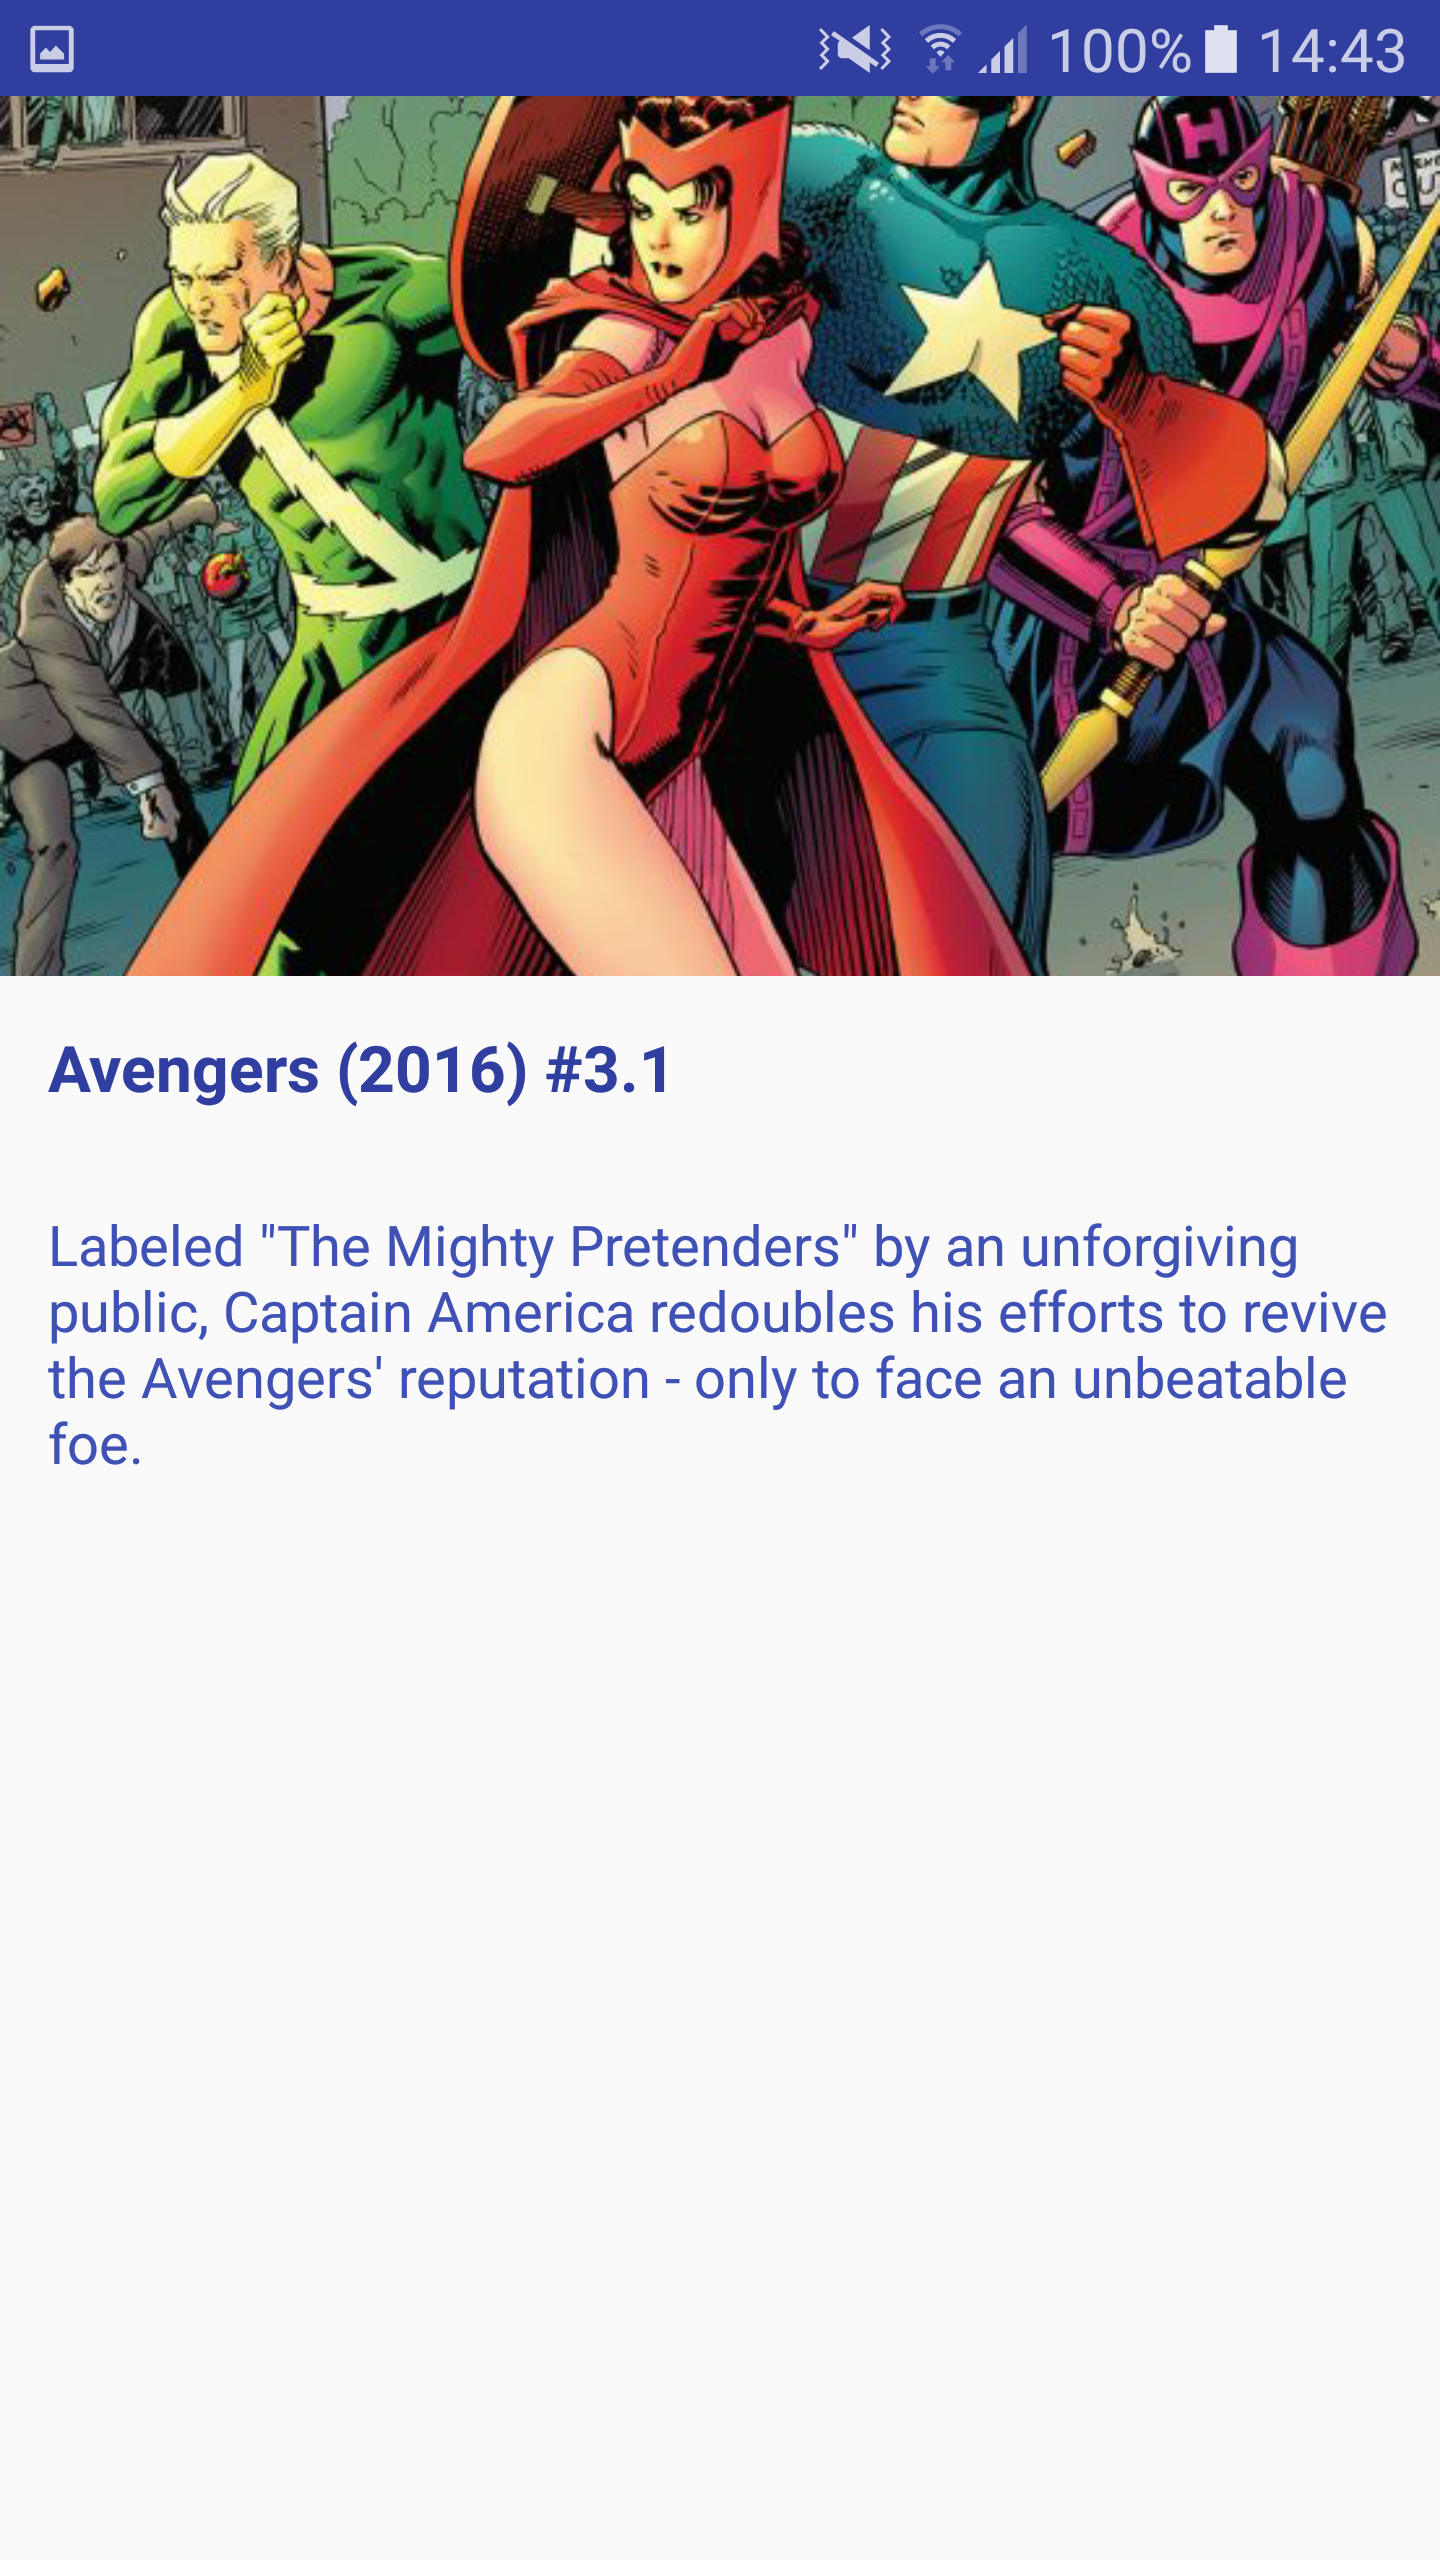 100% 14:43
H
Avengers (2016) #3.1
Labeled "The Mighty Pretenders" by an unforgiving
public, Captain America redoubles his efforts to revive
the Avengers' reputation - only to face an unbeatable
foe.